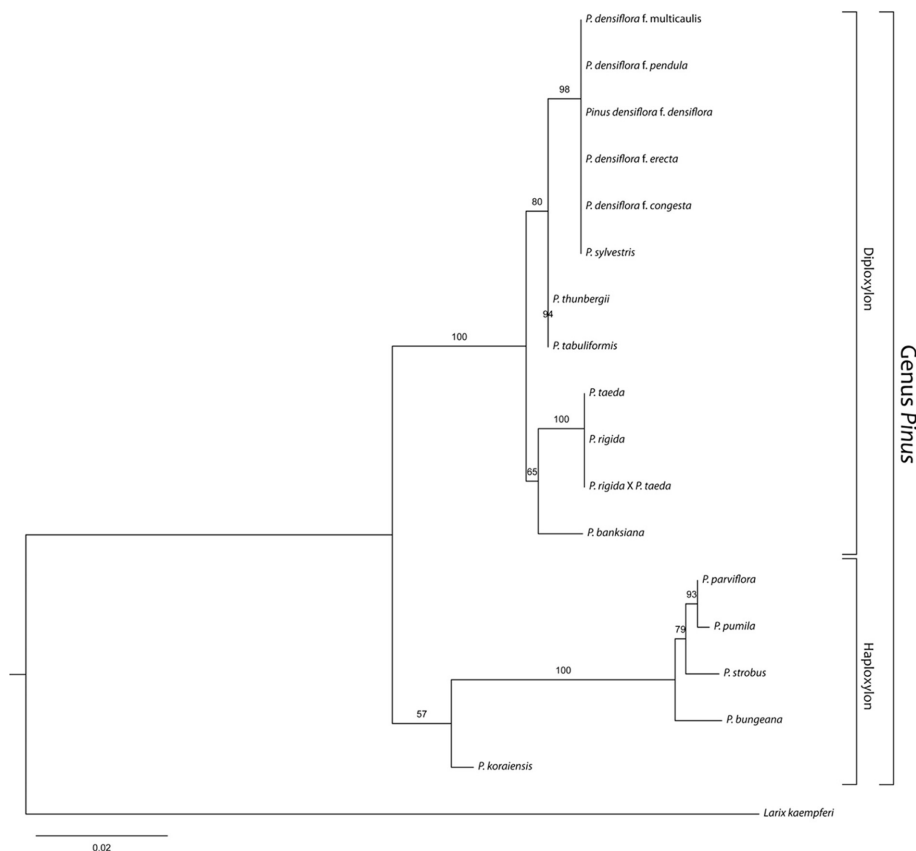 P. densiflora f. multicaulis
P. densiflora f. pendula
98
Pinus densiflora f. densiflora
P. densiflora f. erecta
80
P. densiflora f. congesta
P. sylvestris
Diploxylon
P. thunbergii
94
100
P. tabuliformis
Genus Pinus
P. taeda
100
P. rigida
65
P. rigida X P. taeda
P. banksiana
P. parviflora
93
P. pumila
79
P. strobus
100
Haploxylon
57
P. bungeana
P. koraiensis
Larix kaempferi
0.02